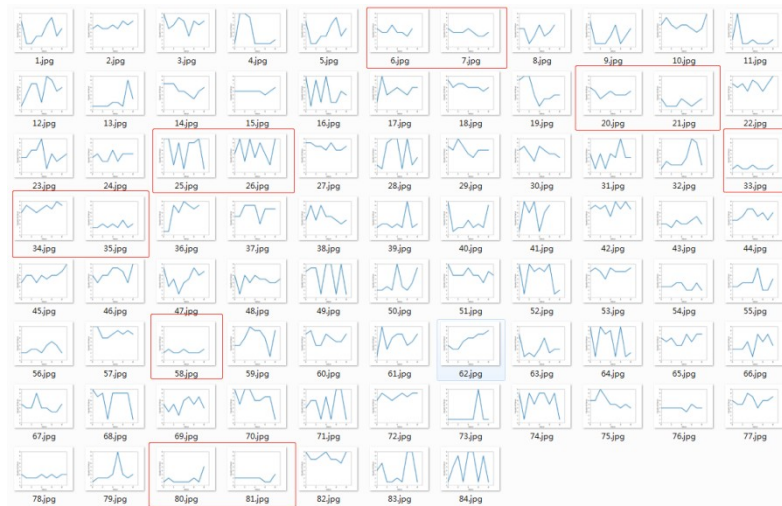 1.jpg 2.jpg 3.jpg 4.jpg 5.jpg 6.jpg 7.jpg 8.jpg 9.jpg 10.jpg 11.jpg
12.jpg 13.jpg 14.jpg 15.jpg 16.jpg 17.jpg 18.jpg 19.jpg 20.jpg 21.jpg 22.jpg
23.jpg 24.jpg 25.jpg 26.jpg 27.jpg 28.jpg 29.jpg 30.jpg 31.jpg 32.jpg 33.jpg
34.jpg 35.jpg 36.jpg 37.jpg 38.jpg 39.jpg 40.jpg 41.jpg 42.jpg 43.jpg 44.jpg
45.jpg 46.jpg 47.jpg 48.jpg 49.jpg 50.jpg 51.jpg 52.jpg 53.jpg 54.jpg 55.jpg
56.jpg 57.jpg 58.jpg 59.jpg 60.jpg 61.jpg 62.jpg 63.jpg 64.jpg 65.jpg 66.jpg
67.jpg 68.jpg 69.jpg 70.jpg 71.jpg 72.jpg 73.jpg 74.jpg 75.jpg 76.jpg 77.jpg
78.jpg 79.jpg 80.jpg 81.jpg 82.jpg 83.jpg 84.jpg